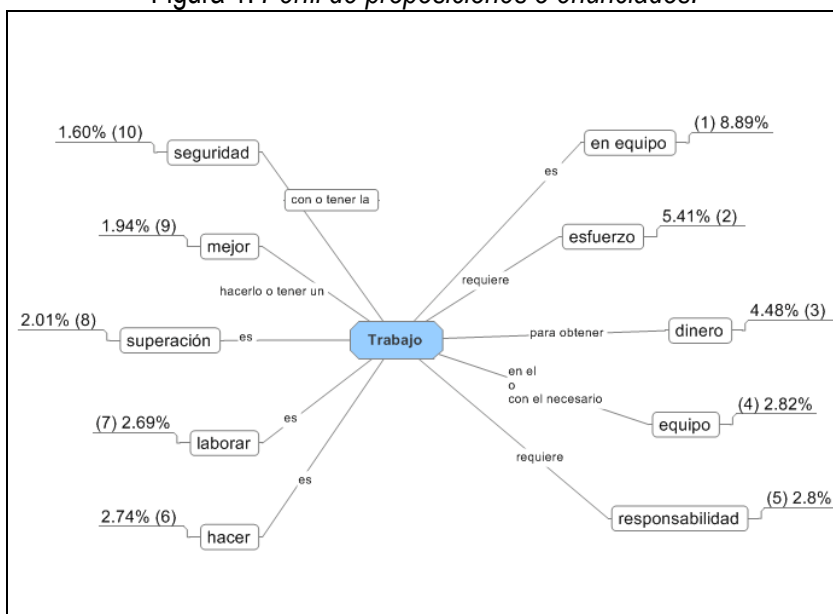 Figura 1. Perfil de proposiciones o enunciados.
1.60% (10)
seguridad
con o tener la
(1) 8.89%
en equipo
es
1.94% (9)
mejor
hacerlo o tener un
5.41% (2)
esfuerzo
requiere
2.01% (8)
superación
es
Trabajo
para obtener
dinero
4.48% (3)
en el
o
con el necesario
equipo
(4) 2.82%
(7) 2.69%
laborar
es
requiere
responsabilidad
(5) 2.8%
2.74% (6)
hacer
es